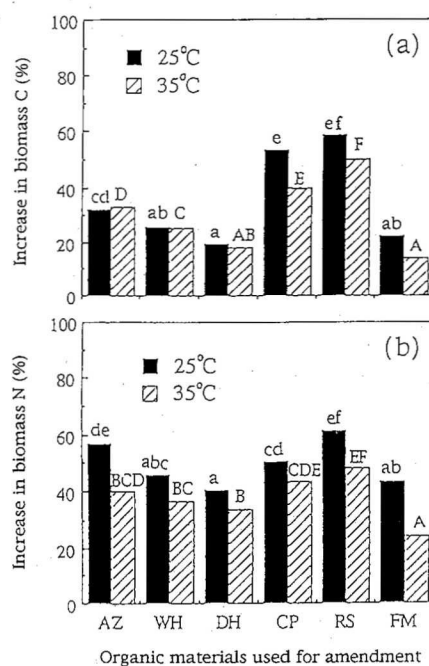 100
(a)
25°C
35°C
80
60
40
20
0
Increase in biomass C (%)
cd D
ab C
a AB
e E
ef F
ab A
100
(b)
25°C
35°C
80
60
40
20
0
Increase in biomass N (%)
de BCD
abc BC
a B
cd CDE
ef EF
ab A
AZ WH DH CP RS FM
Organic materials used for amendment